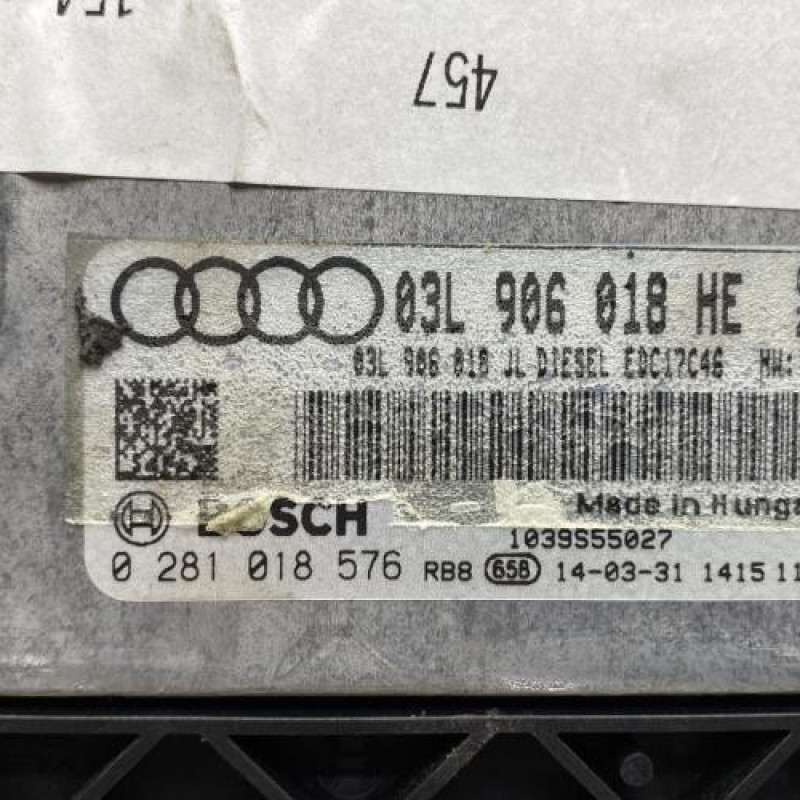 457
03L 906 018 HE
03L 906 018 JL DIESEL EDC17C46 HW:
BOSCH
Made in Hunga
1039S55027
0 281 018 576 RB8 658 14-03-31 1415 11